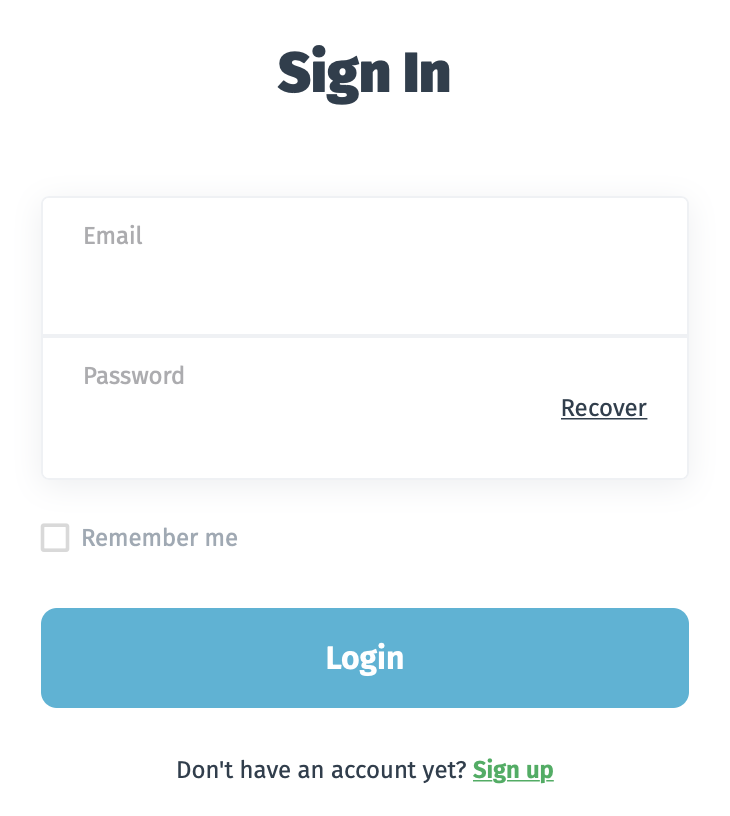 Sign In
Email
Password
Recover
Remember me
Login
Don't have an account yet? Sign up